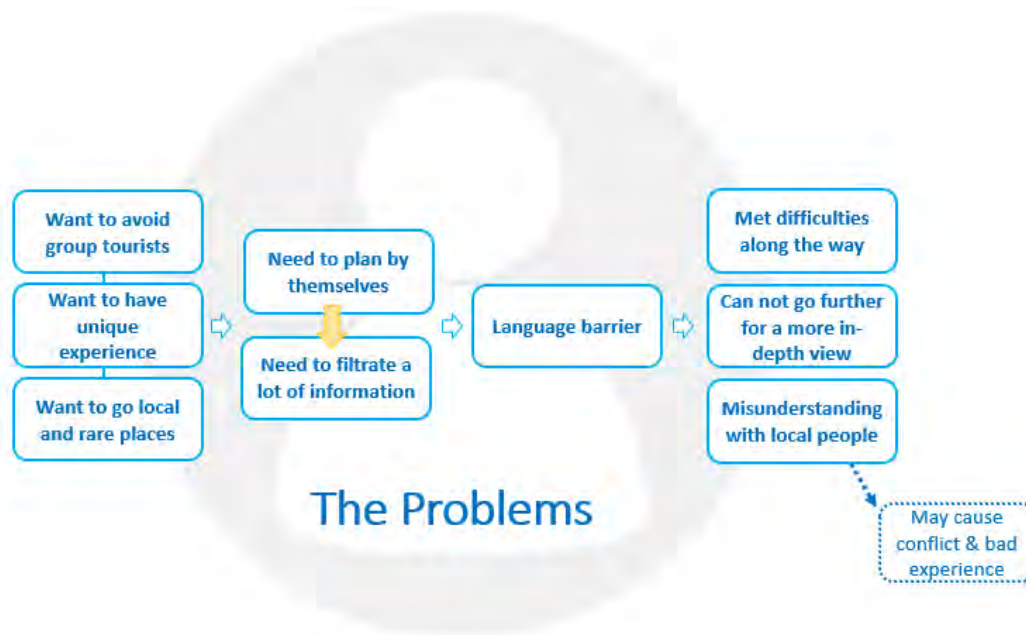 Want to avoid
group tourists
Want to have
unique
experience
Want to go local
and rare places
Need to plan by
themselves
Need to filtrate a
lot of information
Language barrier
Met difficulties
along the way
Can not go further
for a more in-
depth view
Misunderstanding
with local people
May cause
conflict & bad
experience
The Problems